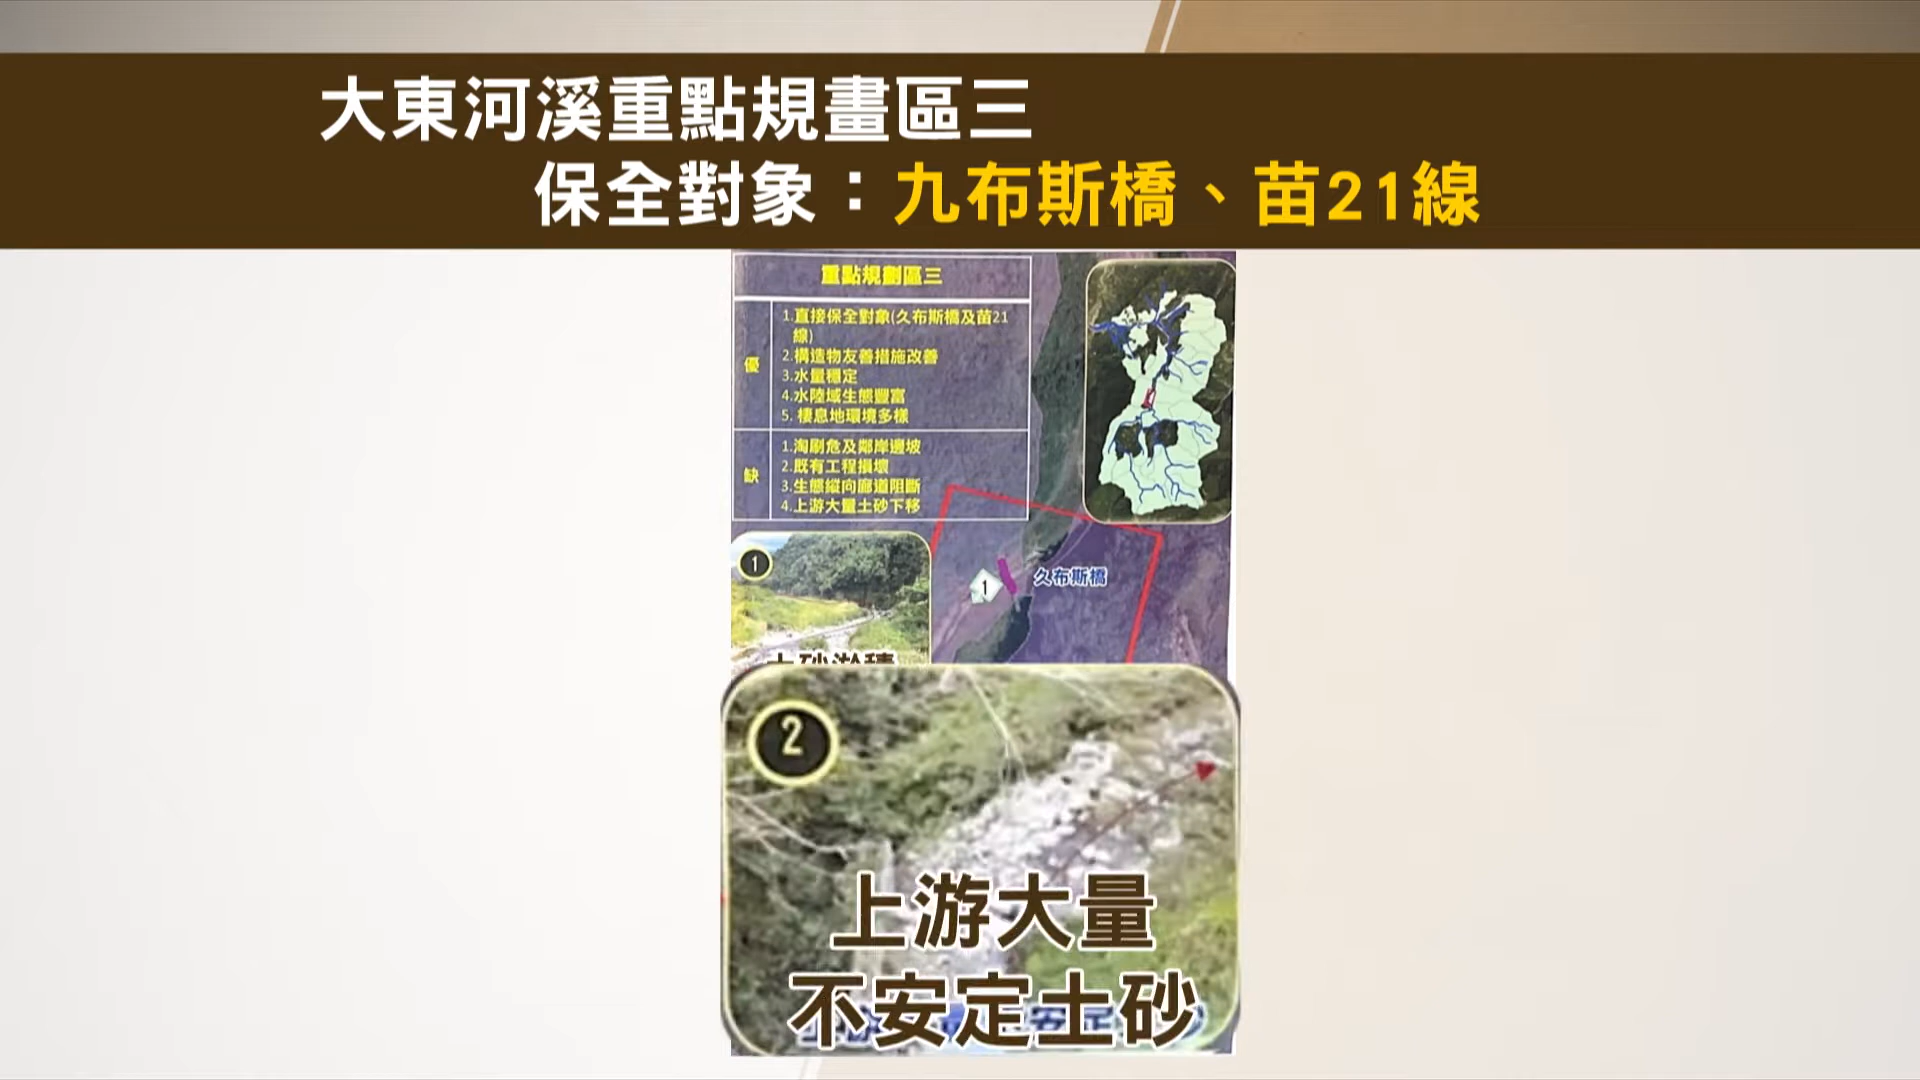 大東河溪重點規畫區三
保全對象：九布斯橋、苗21線
重點規劃區三
優
1.直接保全對象(久布斯橋及苗21
線)
2.構造物友善措施改善
3.水量穩定
4.水陸域生態豐富
5. 棲息地環境多樣
缺
1.淘刷危及鄰岸邊坡
2.既有工程損壞
3.生態縱向廊道阻斷
4.上游大量土砂下移
1
1
久布斯橋
土砂淤積
2
上游大量
不安定土砂